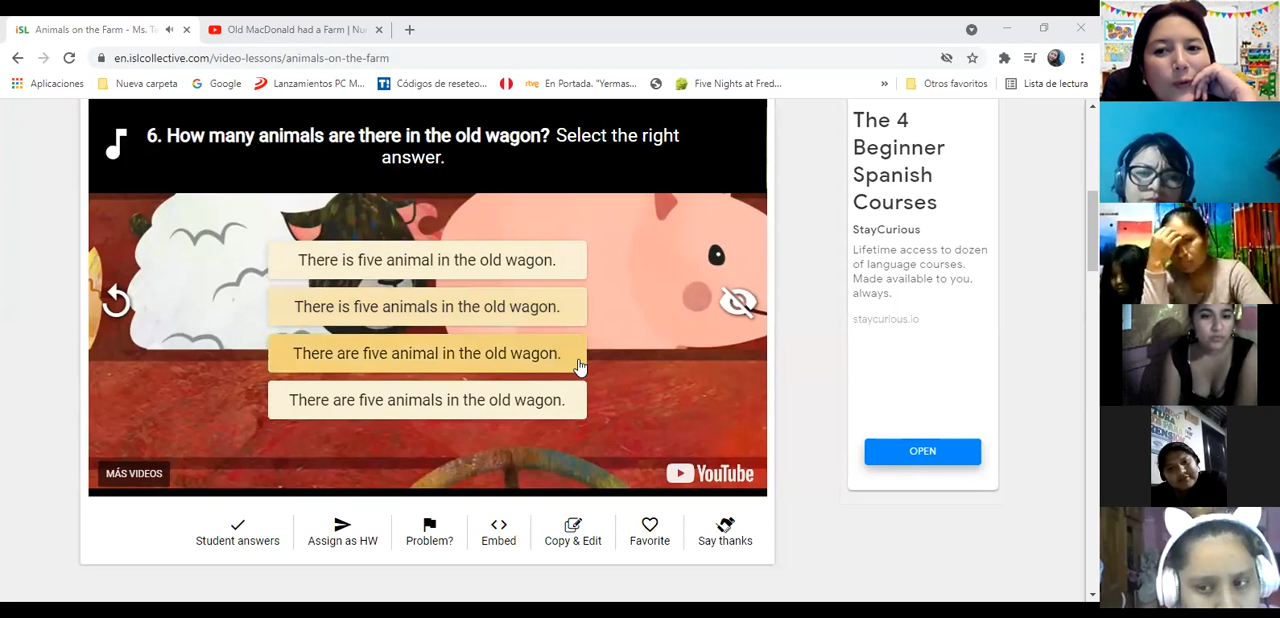 iSL Animals on the Farm - Ms. Ta
Old MacDonald had a Farm | Nur
en.islcollective.com/video-lessons/animals-on-the-farm
Aplicaciones
Nueva carpeta
Google
Lanzamientos PC M...
Códigos de reseteo...
rtve En Portada. "Yermas...
Five Nights at Fred...
»
Otros favoritos
Lista de lectura
6. How many animals are there in the old wagon? Select the right
answer.
There is five animal in the old wagon.
There is five animals in the old wagon.
There are five animal in the old wagon.
There are five animals in the old wagon.
MÁS VIDEOS
YouTube
Student answers
Assign as HW
Problem?
Embed
Copy & Edit
Favorite
Say thanks
The 4
Beginner
Spanish
Courses
StayCurious
Lifetime access to dozen
of language courses.
Made available to you,
always.
staycurious.io
OPEN